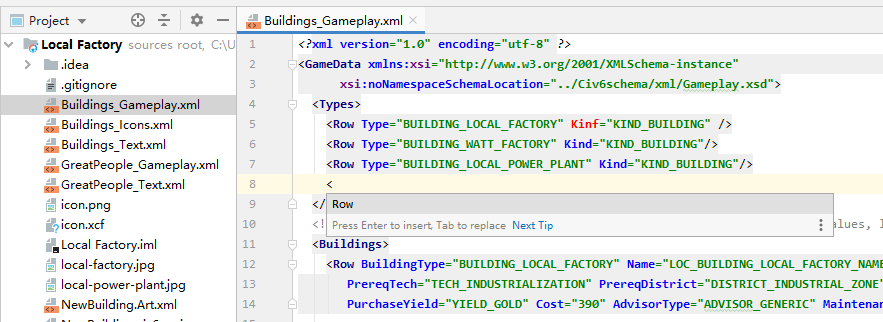 Project
Buildings_Gameplay.xml
Local Factory sources root, C:\U
.idea
.gitignore
Buildings_Gameplay.xml
Buildings_Icons.xml
Buildings_Text.xml
GreatPeople_Gameplay.xml
GreatPeople_Text.xml
icon.png
icon.xcf
Local Factory.iml
local-factory.jpg
local-power-plant.jpg
NewBuilding.Art.xml
1 <?xml version="1.0" encoding="utf-8" ?>
2 <GameData xmlns:xsi="http://www.w3.org/2001/XMLSchema-instance"
3 xsi:noNamespaceSchemaLocation="../Civ6schema/xml/Gameplay.xsd">
4 <Types>
5 <Row Type="BUILDING_LOCAL_FACTORY" Kinf="KIND_BUILDING" />
6 <Row Type="BUILDING_WATT_FACTORY" Kind="KIND_BUILDING"/>
7 <Row Type="BUILDING_LOCAL_POWER_PLANT" Kind="KIND_BUILDING"/>
8 <
Row
Press Enter to insert, Tab to replace Next Tip
9 </
10 <! alues, I
11 <Buildings>
12 <Row BuildingType="BUILDING_LOCAL_FACTORY" Name="LOC_BUILDING_LOCAL_FACTORY_NAME
13 PrereqTech="TECH_INDUSTRIALIZATION" PrereqDistrict="DISTRICT_INDUSTRIAL_ZONE"
14 PurchaseYield="YIELD_GOLD" Cost="390" AdvisorType="ADVISOR_GENERIC" Maintenan